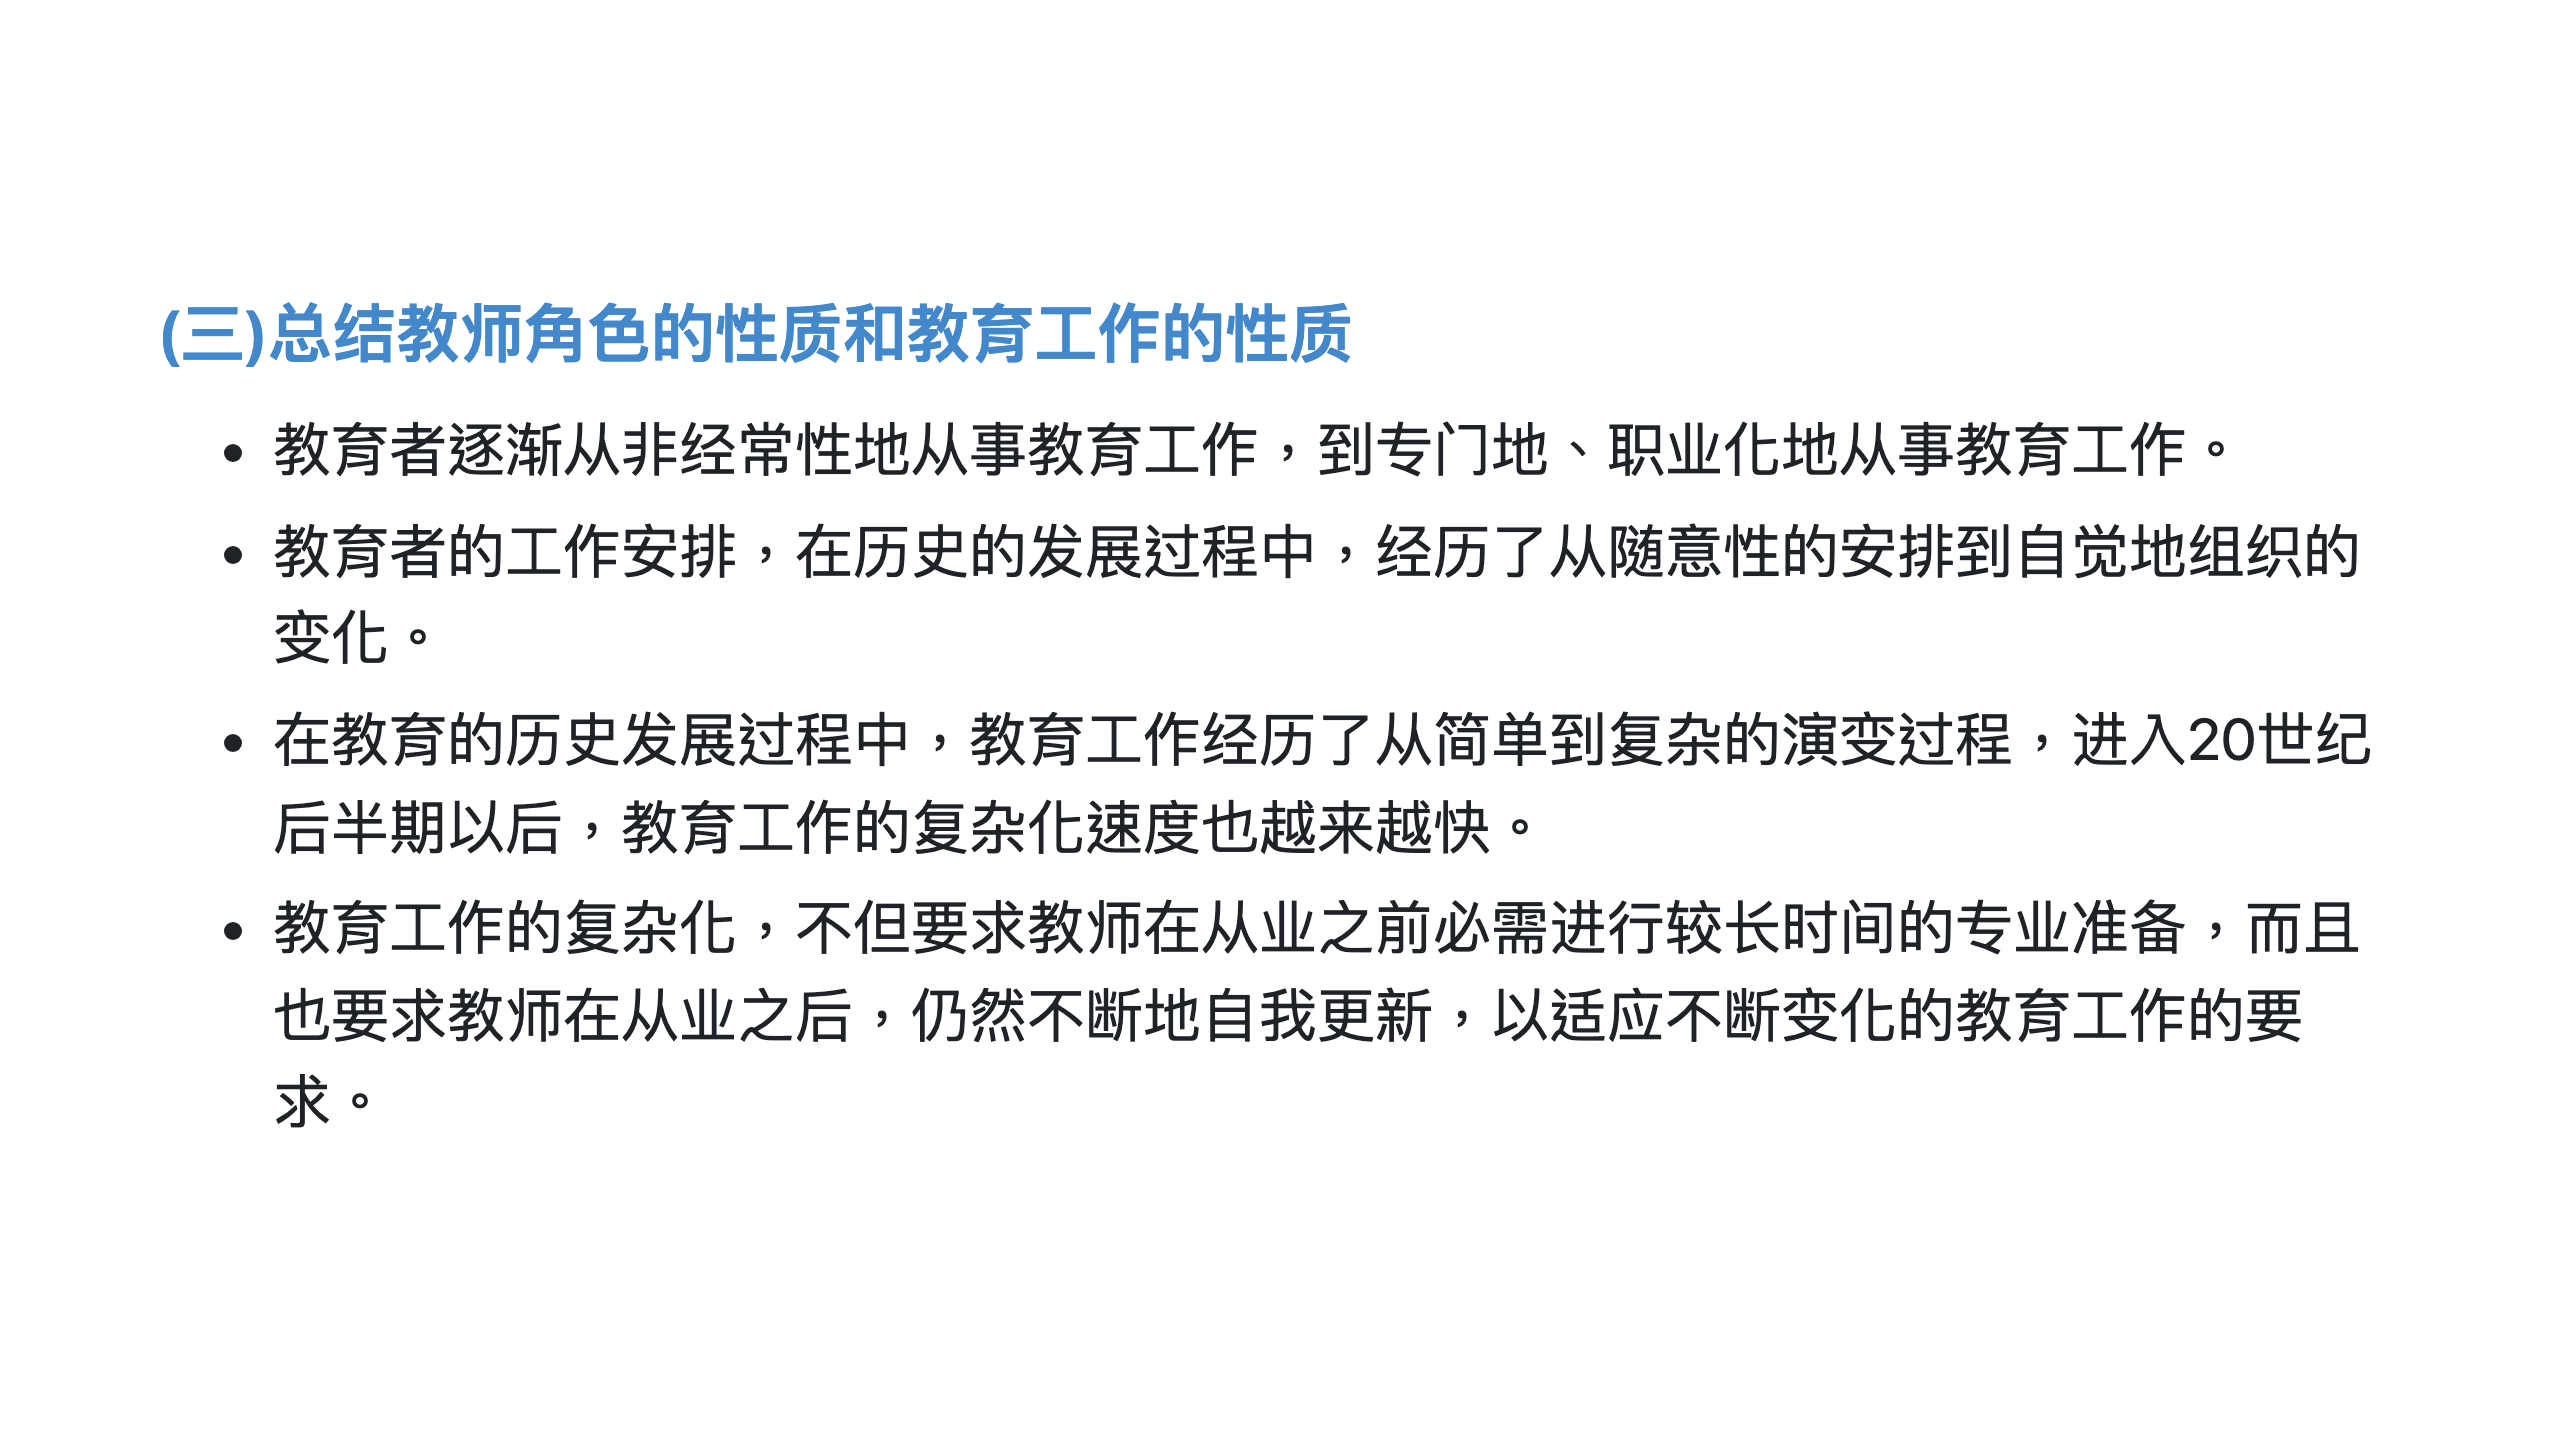 (三)总结教师角色的性质和教育工作的性质
• 教育者逐渐从非经常性地从事教育工作，到专门地、职业化地从事教育工作。
• 教育者的工作安排，在历史的发展过程中，经历了从随意性的安排到自觉地组织的
变化。
• 在教育的历史发展过程中，教育工作经历了从简单到复杂的演变过程，进入20世纪
后半期以后，教育工作的复杂化速度也越来越快。
• 教育工作的复杂化，不但要求教师在从业之前必需进行较长时间的专业准备，而且
也要求教师在从业之后，仍然不断地自我更新，以适应不断变化的教育工作的要
求。